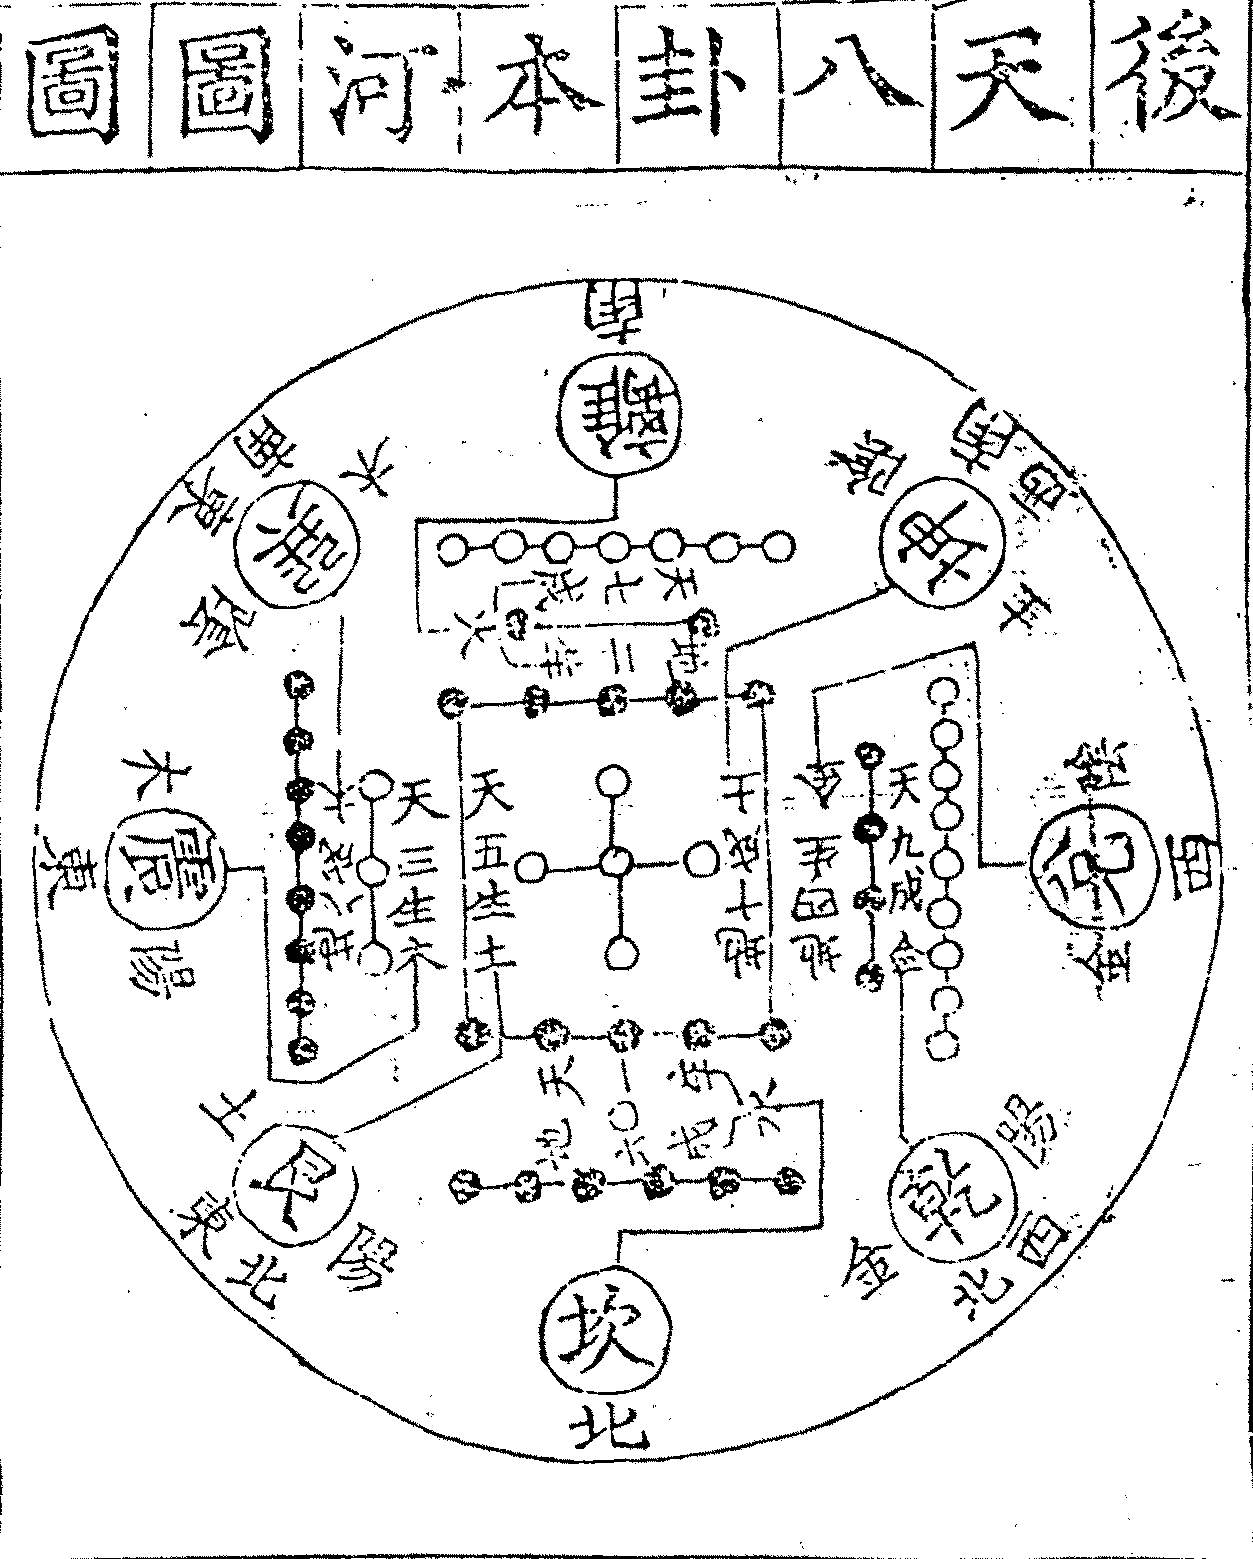 後天八卦本河圖圖
南
離
西南
坤
陰
土
南東
巽
木
陰
天七成
地二生
火
木
震
東
陽
地八成木
天三生木
天五生土
地十成土
地四生金
天九成金
陰
兌
金
西
土
艮
陽
東北
天一生
地六成
水
陽
乾
金
西北
坎
北